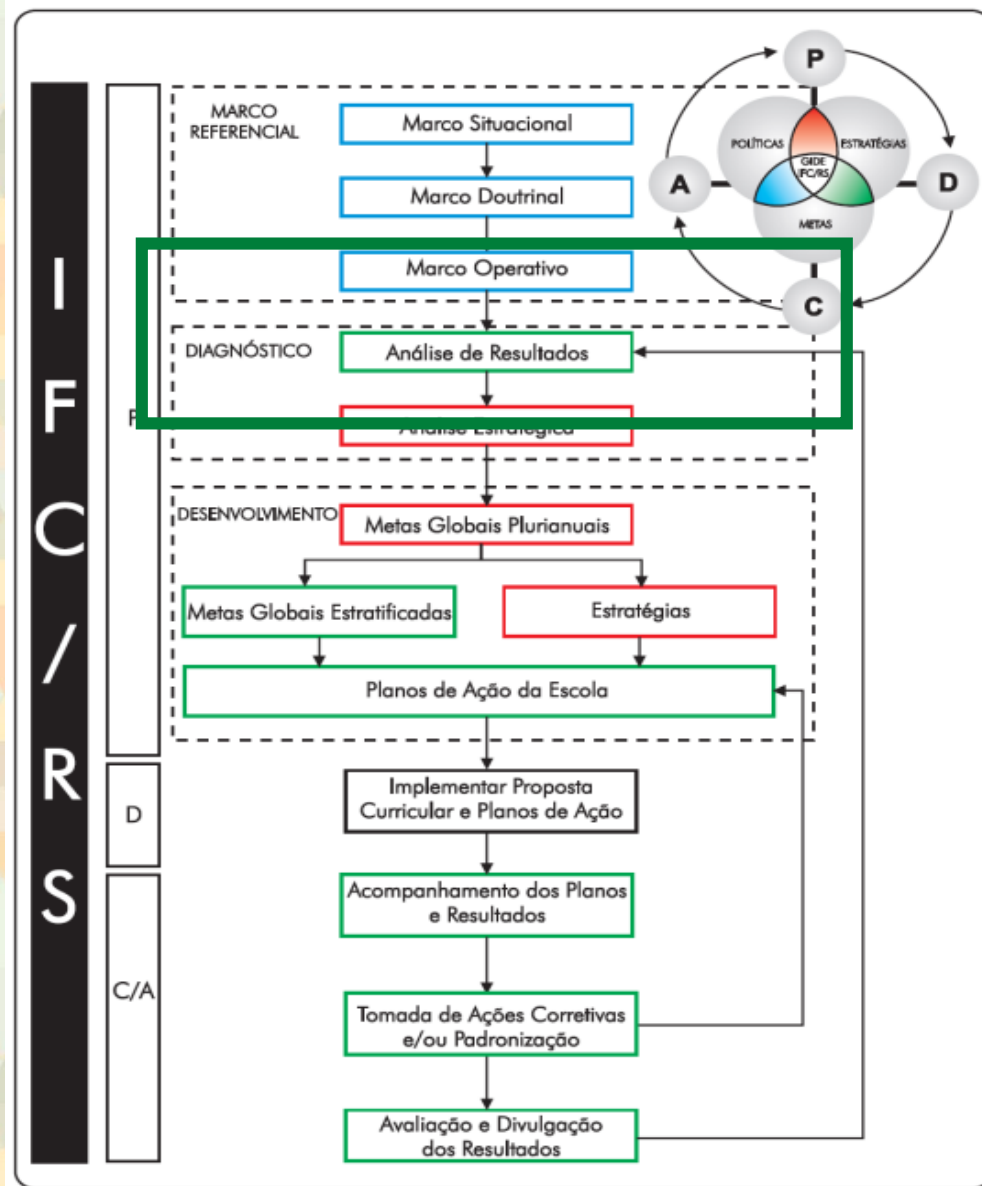 I
F
C
/
R
S
P
D
C/A
MARCO
REFERENCIAL
Marco Situacional
Marco Doutrinal
Marco Operativo
DIAGNÓSTICO
Análise de Resultados
Análise Estratégica
DESENVOLVIMENTO
Metas Globais Plurianuais
Metas Globais Estratificadas
Estratégias
Planos de Ação da Escola
Implementar Proposta
Curricular e Planos de Ação
Acompanhamento dos Planos
e Resultados
Tomada de Ações Corretivas
e/ou Padronização
Avaliação e Divulgação
dos Resultados
P
POLÍTICAS
ESTRATÉGIAS
GIDE
IFC/RS
A
D
METAS
C